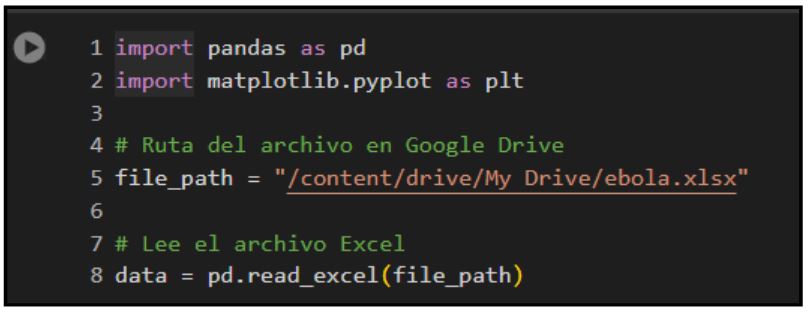 1 import pandas as pd
2 import matplotlib.pyplot as plt
3
4 # Ruta del archivo en Google Drive
5 file_path = "/content/drive/My Drive/ebola.xlsx"
6
7 # Lee el archivo Excel
8 data = pd.read_excel(file_path)